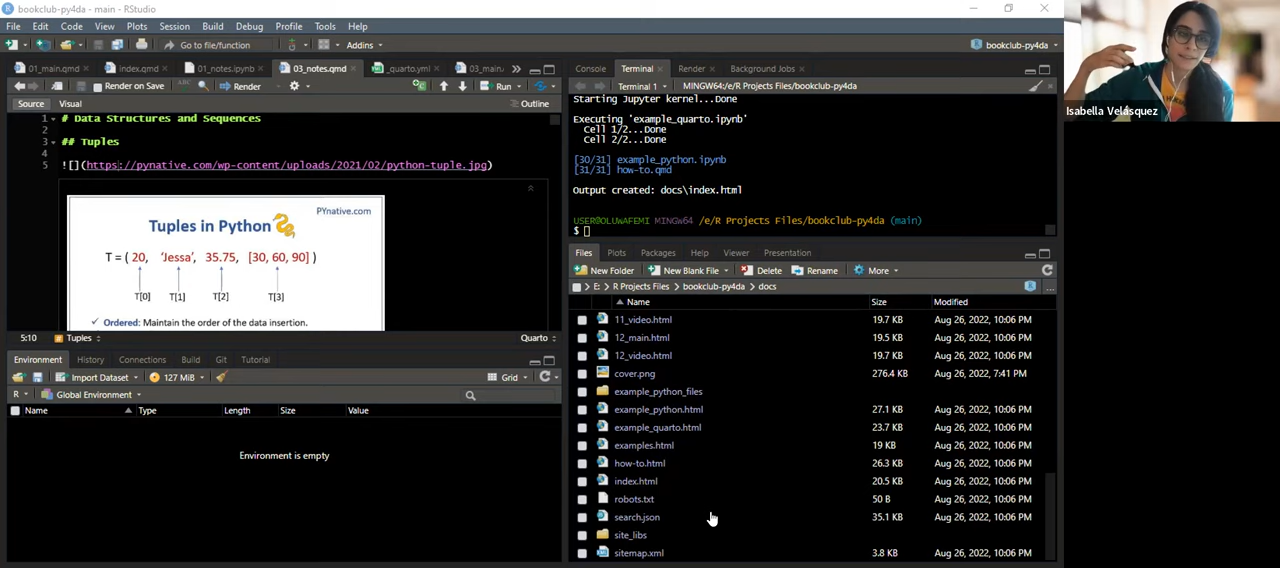 bookclub-py4da - main - RStudio
File Edit Code View Plots Session Build Debug Profile Tools Help
Go to file/function Addins bookclub-py4da
01_main.qmd index.qmd 01_notes.ipynb 03_notes.qmd _quarto.yml 03_main.
Render on Save Render Run
Source Visual Outline
1 # Data Structures and Sequences
2
3 ## Tuples
4
5 ![](https://pynative.com/wp-content/uploads/2021/02/python-tuple.jpg)
PYnative.com
Tuples in Python
T = ( 20, 'Jessa', 35.75, [30, 60, 90] )
T[0] T[1] T[2] T[3]
✓ Ordered: Maintain the order of the data insertion.
5:10 Tuples Quarto
Environment History Connections Build Git Tutorial
Import Dataset 127 MiB Grid
R Global Environment
Name Type Length Size Value
Environment is empty
Console Terminal Render Background Jobs
Terminal 1 MINGW64:/e/R Projects Files/bookclub-py4da
Starting Jupyter kernel...Done
Executing 'example_quarto.ipynb'
Cell 1/2...Done
Cell 2/2...Done
[30/31] example_python.ipynb
[31/31] how-to.qmd
Output created: docs\index.html
USER@OLUWAFEMI MINGW64 /e/R Projects Files/bookclub-py4da (main)
$
Files Plots Packages Help Viewer Presentation
New Folder New Blank File Delete Rename More
E: R Projects Files bookclub-py4da docs
Name Size Modified
11_video.html 19.7 KB Aug 26, 2022, 10:06 PM
12_main.html 19.5 KB Aug 26, 2022, 10:06 PM
12_video.html 19.7 KB Aug 26, 2022, 10:06 PM
cover.png 276.4 KB Aug 26, 2022, 7:41 PM
example_python_files
example_python.html 27.1 KB Aug 26, 2022, 10:06 PM
example_quarto.html 23.7 KB Aug 26, 2022, 10:06 PM
examples.html 19 KB Aug 26, 2022, 10:06 PM
how-to.html 26.3 KB Aug 26, 2022, 10:06 PM
index.html 20.5 KB Aug 26, 2022, 10:06 PM
robots.txt 50 B Aug 26, 2022, 10:06 PM
search.json 35.1 KB Aug 26, 2022, 10:06 PM
site_libs
sitemap.xml 3.8 KB Aug 26, 2022, 10:06 PM
Isabella Velásquez